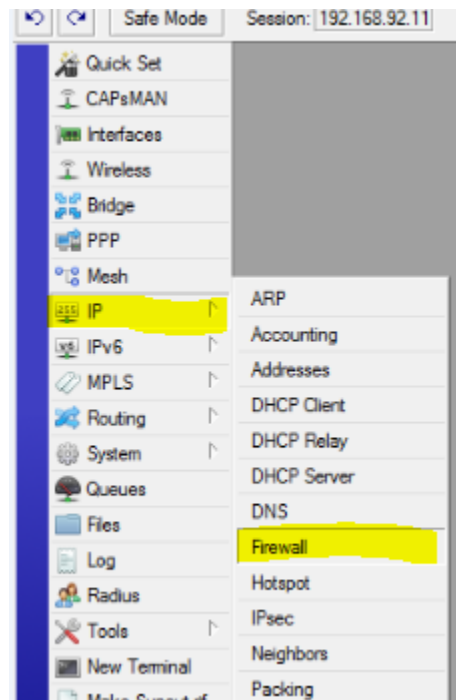 Safe Mode Session: 192.168.92.11
Quick Set
CAPsMAN
Interfaces
Wireless
Bridge
PPP
Mesh
IP
IPv6
MPLS
Routing
System
Queues
Files
Log
Radius
Tools
New Terminal
ARP
Accounting
Addresses
DHCP Client
DHCP Relay
DHCP Server
DNS
Firewall
Hotspot
IPsec
Neighbors
Packing